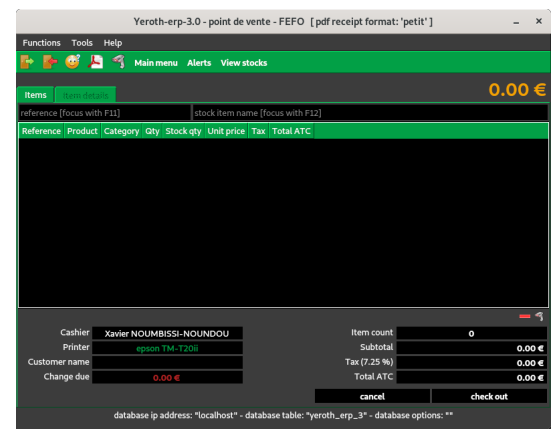 Yeroth-erp-3.0 - point de vente - FEFO [ pdf receipt format: 'petit' ]
Functions Tools Help
Main menu Alerts View stocks
Items Item details 0.00 €
reference [focus with F11] stock item name [focus with F12]
Reference Product Category Qty Stock qty Unit price Tax Total ATC
Cashier Xavier NOUMBISSI-NOUNDOU Item count 0
Printer epson TM-T20ii Subtotal 0.00 €
Customer name Tax (7.25 %) 0.00 €
Change due 0.00 € Total ATC 0.00 €
cancel check out
database ip address: "localhost" - database table: "yeroth_erp_3" - database options: ""